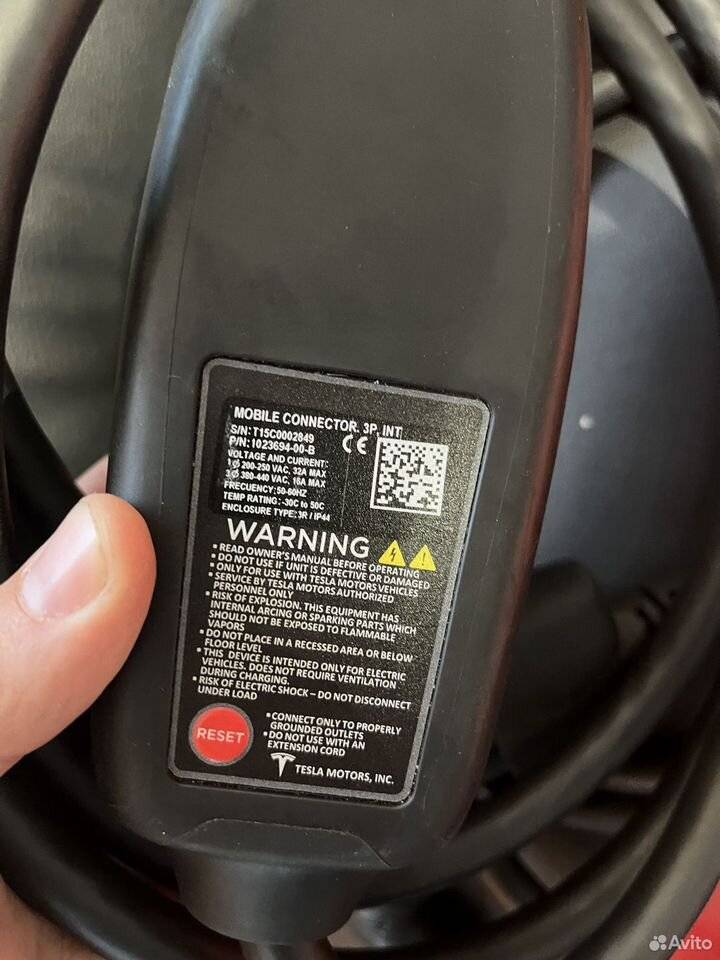 MOBILE CONNECTOR, 3P, INT
S/N: T15C0002849
P/N: 1023694-00-B
CE
VOLTAGE AND CURRENT:
1 Ø 200-250 VAC, 32A MAX
3 Ø 380-440 VAC, 16A MAX
FRECUENCY: 50-60HZ
TEMP RATING: -30C to 50C
ENCLOSURE TYPE: 3R / IP44
WARNING
• READ OWNER'S MANUAL BEFORE OPERATING
• DO NOT USE IF UNIT IS DEFECTIVE OR DAMAGED
• ONLY FOR USE WITH TESLA MOTORS VEHICLES
• SERVICE BY TESLA MOTORS AUTHORIZED
PERSONNEL ONLY
• RISK OF EXPLOSION. THIS EQUIPMENT HAS
INTERNAL ARCING OR SPARKING PARTS WHICH
SHOULD NOT BE EXPOSED TO FLAMMABLE
VAPORS
• DO NOT PLACE IN A RECESSED AREA OR BELOW
FLOOR LEVEL
• THIS DEVICE IS INTENDED ONLY FOR ELECTRIC
VEHICLES. DOES NOT REQUIRE VENTILATION
DURING CHARGING.
• RISK OF ELECTRIC SHOCK – DO NOT DISCONNECT
UNDER LOAD
RESET
• CONNECT ONLY TO PROPERLY
GROUNDED OUTLETS
• DO NOT USE WITH AN
EXTENSION CORD
TESLA MOTORS, INC.
Avito